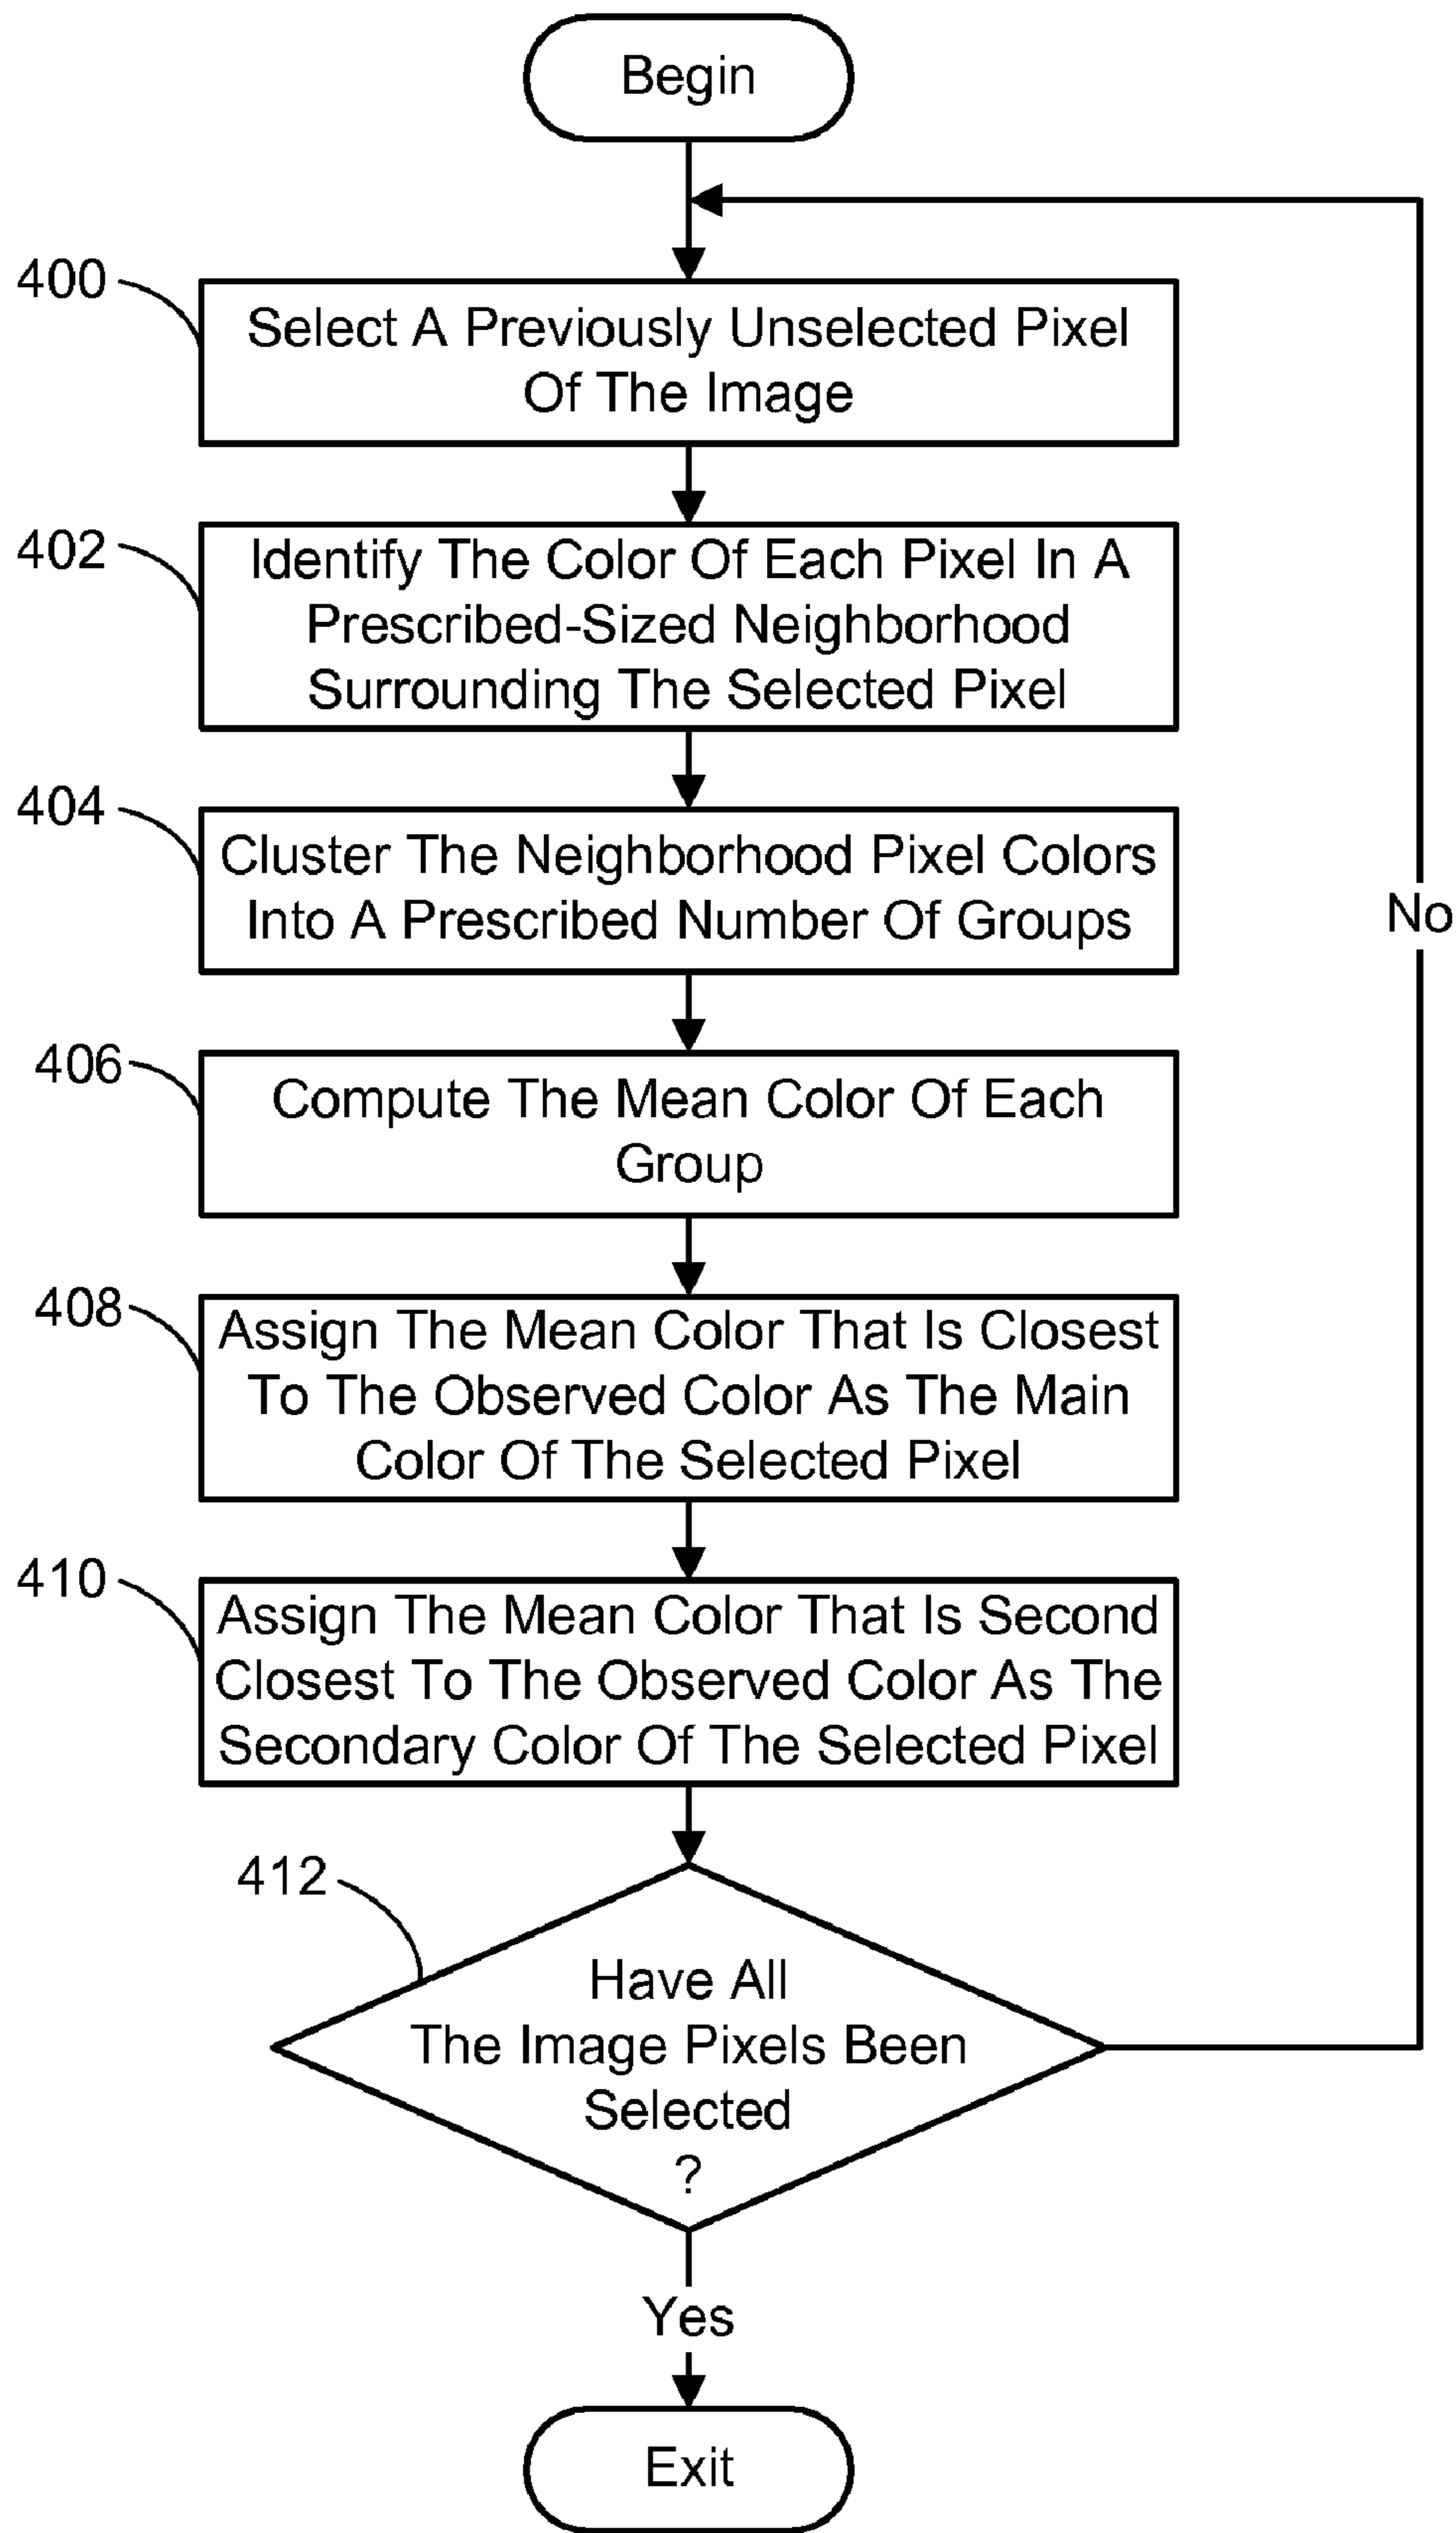 Begin
400
Select A Previously Unselected Pixel
Of The Image
402
Identify The Color Of Each Pixel In A
Prescribed-Sized Neighborhood
Surrounding The Selected Pixel
404
Cluster The Neighborhood Pixel Colors
Into A Prescribed Number Of Groups
No
406
Compute The Mean Color Of Each
Group
408
Assign The Mean Color That Is Closest
To The Observed Color As The Main
Color Of The Selected Pixel
410
Assign The Mean Color That Is Second
Closest To The Observed Color As The
Secondary Color Of The Selected Pixel
412
Have All
The Image Pixels Been
Selected
?
Yes
Exit